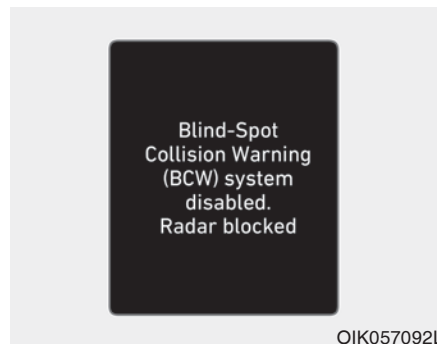 Blind-Spot
Collision Warning
(BCW) system
disabled.
Radar blocked
OIK057092L